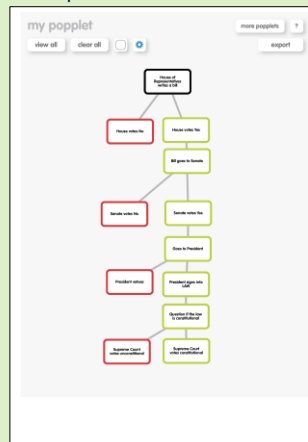 my popplet
more popplets
?
view all
clear all
export
House of
Representatives
writes a bill
House votes No
House votes Yes
Bill goes to Senate
Senate votes No
Senate votes Yes
Goes to President
President vetoes
President signs into
LAW
Question if the law
is constitutional
Supreme Court
votes unconstitutional
Supreme Court
votes constitutional